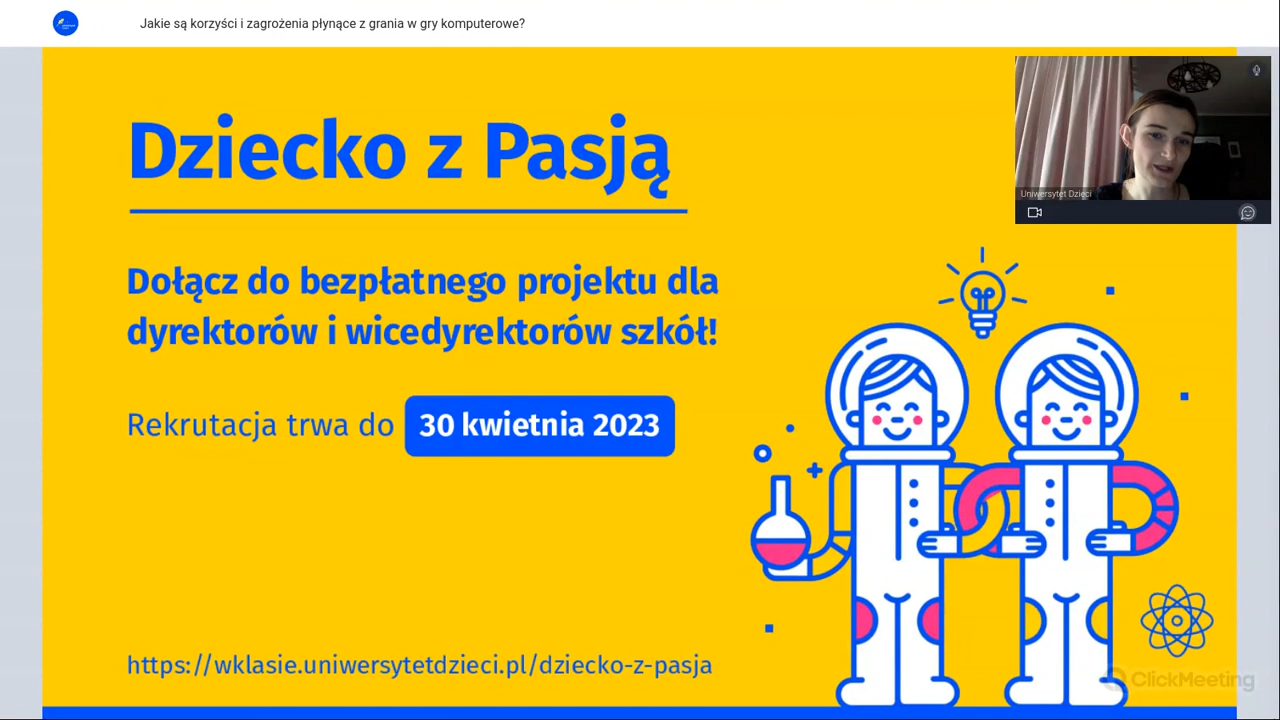 Jakie są korzyści i zagrożenia płynące z grania w gry komputerowe?
Dziecko z Pasją
Uniwersytet Dzieci
Dołącz do bezpłatnego projektu dla
dyrektorów i wicedyrektorów szkół!
Rekrutacja trwa do 30 kwietnia 2023
https://wklasie.uniwersytetdzieci.pl/dziecko-z-pasja
ClickMeeting